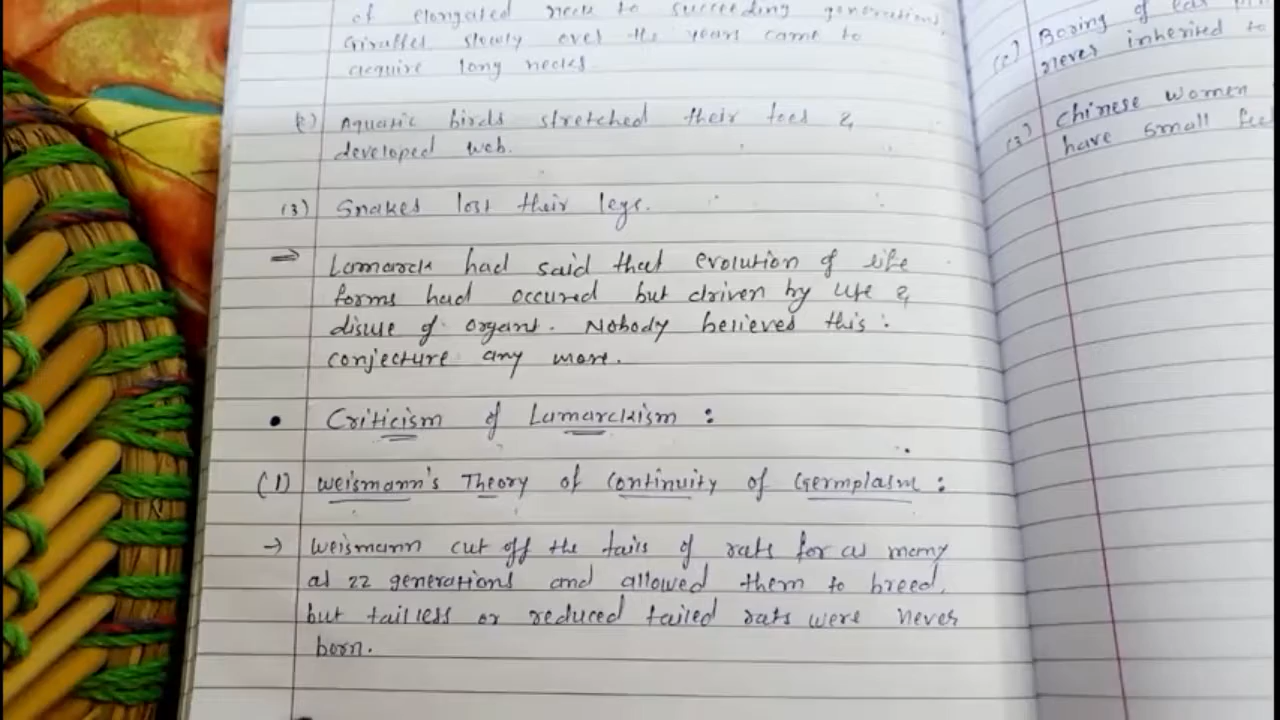 of elongated neck to succeeding generations
Giraffes slowly over the years came to
acquire long necks.
(2) Aquatic birds stretched their toes &
developed web.
(3) Snakes lost their legs.
⇒ Lamarck had said that evolution of life
forms had occured but driven by use &
disuse of organs. Nobody believed this
conjecture any more.
• Criticism of Lamarckism :
(1) Weismann's Theory of Continuity of Germplasm :
→ Weismann cut off the tails of rats for as many
as 22 generations and allowed them to breed,
but tailless or reduced tailed rats were never
born.
Boring of ear
never inherited to
(3) Chinese women
have small